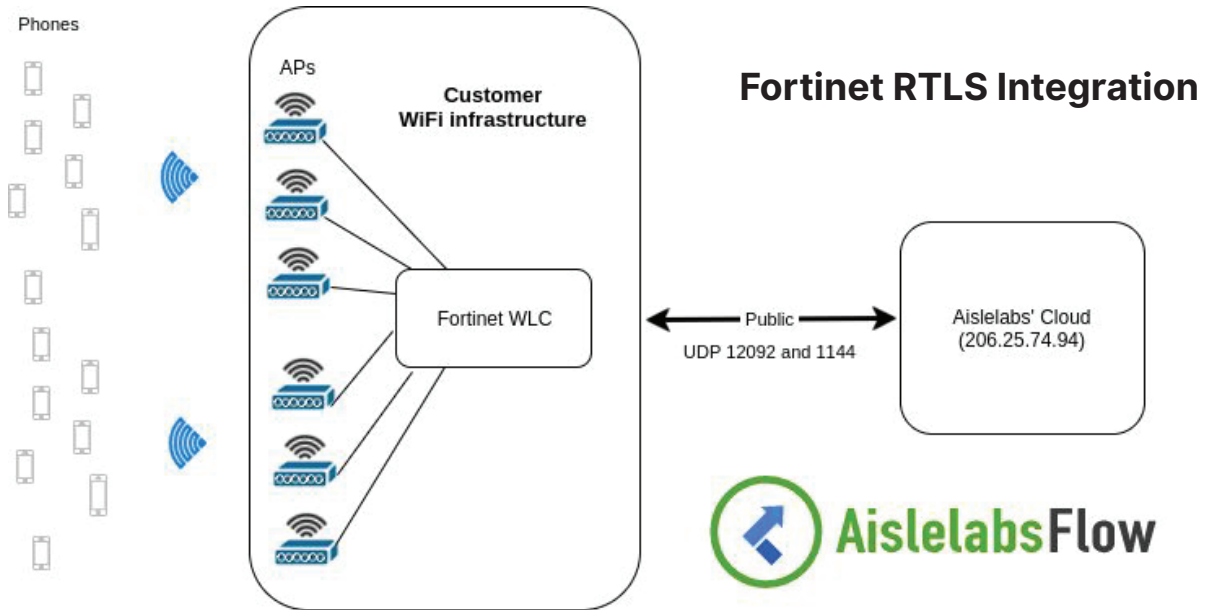 Phones
APs
Customer
WiFi infrastructure
Fortinet RTLS Integration
Fortinet WLC
Public
UDP 12092 and 1144
Aislelabs' Cloud
(206.25.74.94)
AislelabsFlow